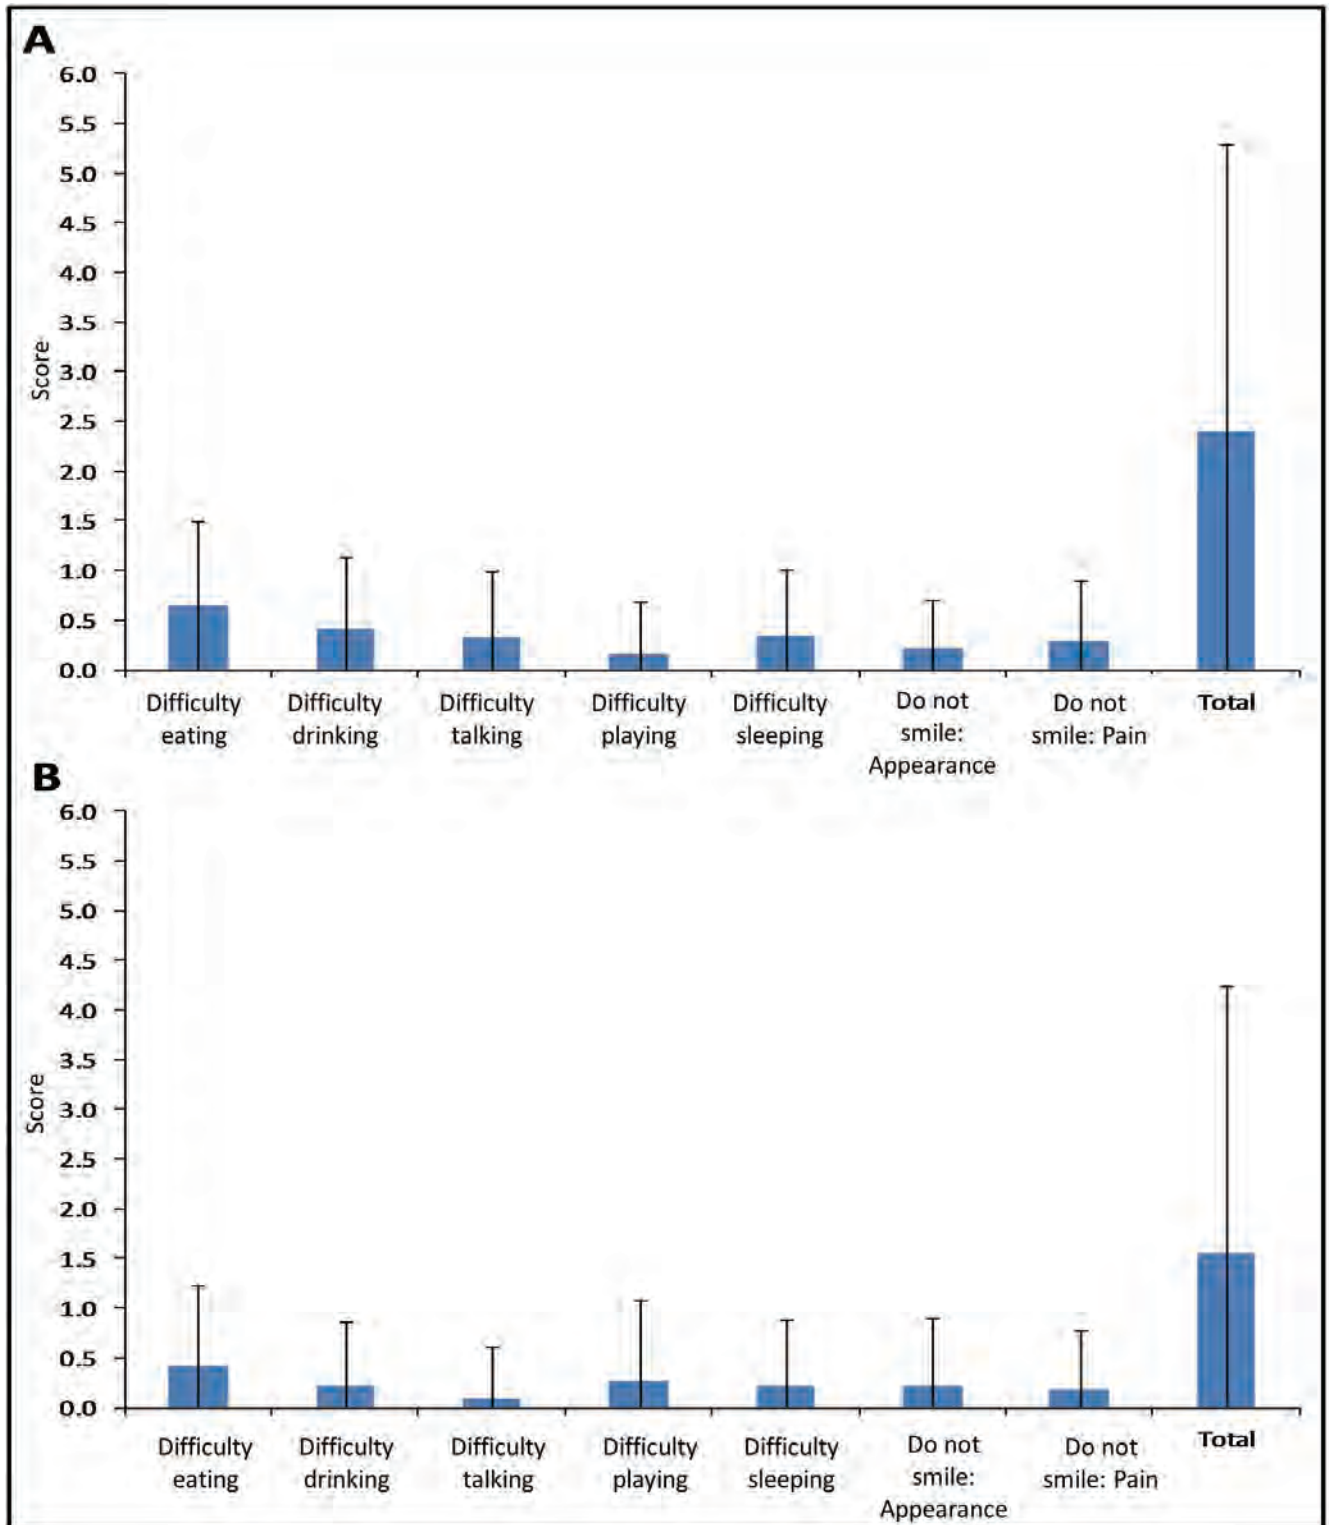 A
6.0
5.5
5.0
4.5
4.0
3.5
3.0
2.5
2.0
1.5
1.0
0.5
0.0
Score
Difficulty
eating
Difficulty
drinking
Difficulty
talking
Difficulty
playing
Difficulty
sleeping
Do not
smile:
Appearance
Do not
smile: Pain
Total
B
6.0
5.5
5.0
4.5
4.0
3.5
3.0
2.5
2.0
1.5
1.0
0.5
0.0
Score
Difficulty
eating
Difficulty
drinking
Difficulty
talking
Difficulty
playing
Difficulty
sleeping
Do not
smile:
Appearance
Do not
smile: Pain
Total